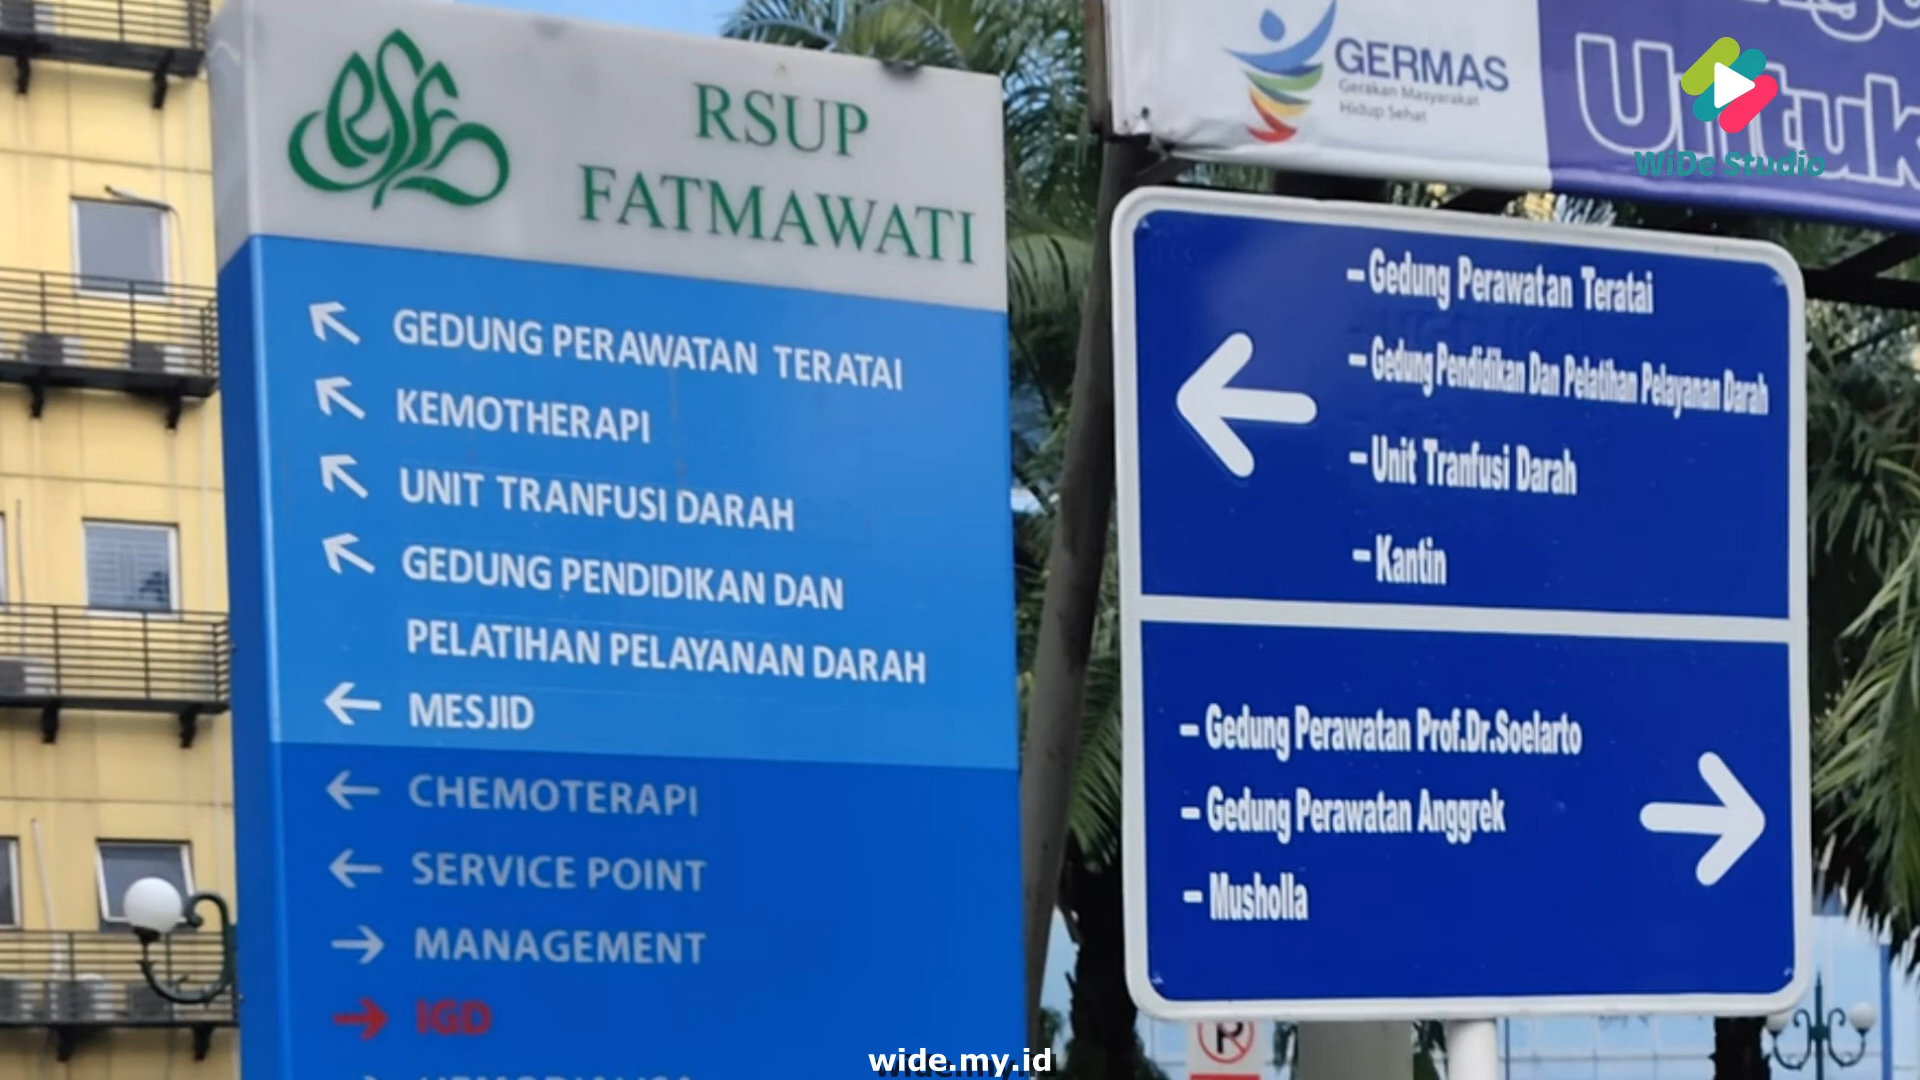 RSUP
FATMAWATI
GEDUNG PERAWATAN TERATAI
KEMOTHERAPI
UNIT TRANFUSI DARAH
GEDUNG PENDIDIKAN DAN
PELATIHAN PELAYANAN DARAH
MESJID
CHEMOTERAPI
SERVICE POINT
MANAGEMENT
IGD
GERMAS
Gerakan Masyarakat
Hidup Sehat
Untuk
WiDe Studio
- Gedung Perawatan Teratai
- Gedung Pendidikan Dan Pelatihan Pelayanan Darah
- Unit Tranfusi Darah
- Kantin
- Gedung Perawatan Prof.Dr.Soelarto
- Gedung Perawatan Anggrek
- Musholla
wide.my.id